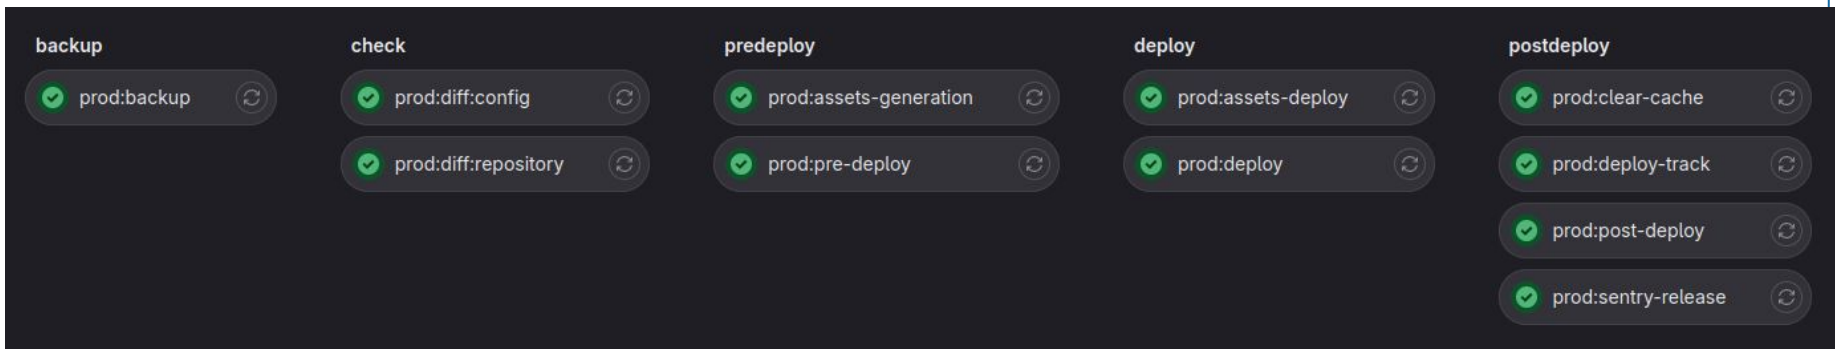 backup
prod:backup
check
prod:diff:config
prod:diff:repository
predeploy
prod:assets-generation
prod:pre-deploy
deploy
prod:assets-deploy
prod:deploy
postdeploy
prod:clear-cache
prod:deploy-track
prod:post-deploy
prod:sentry-release